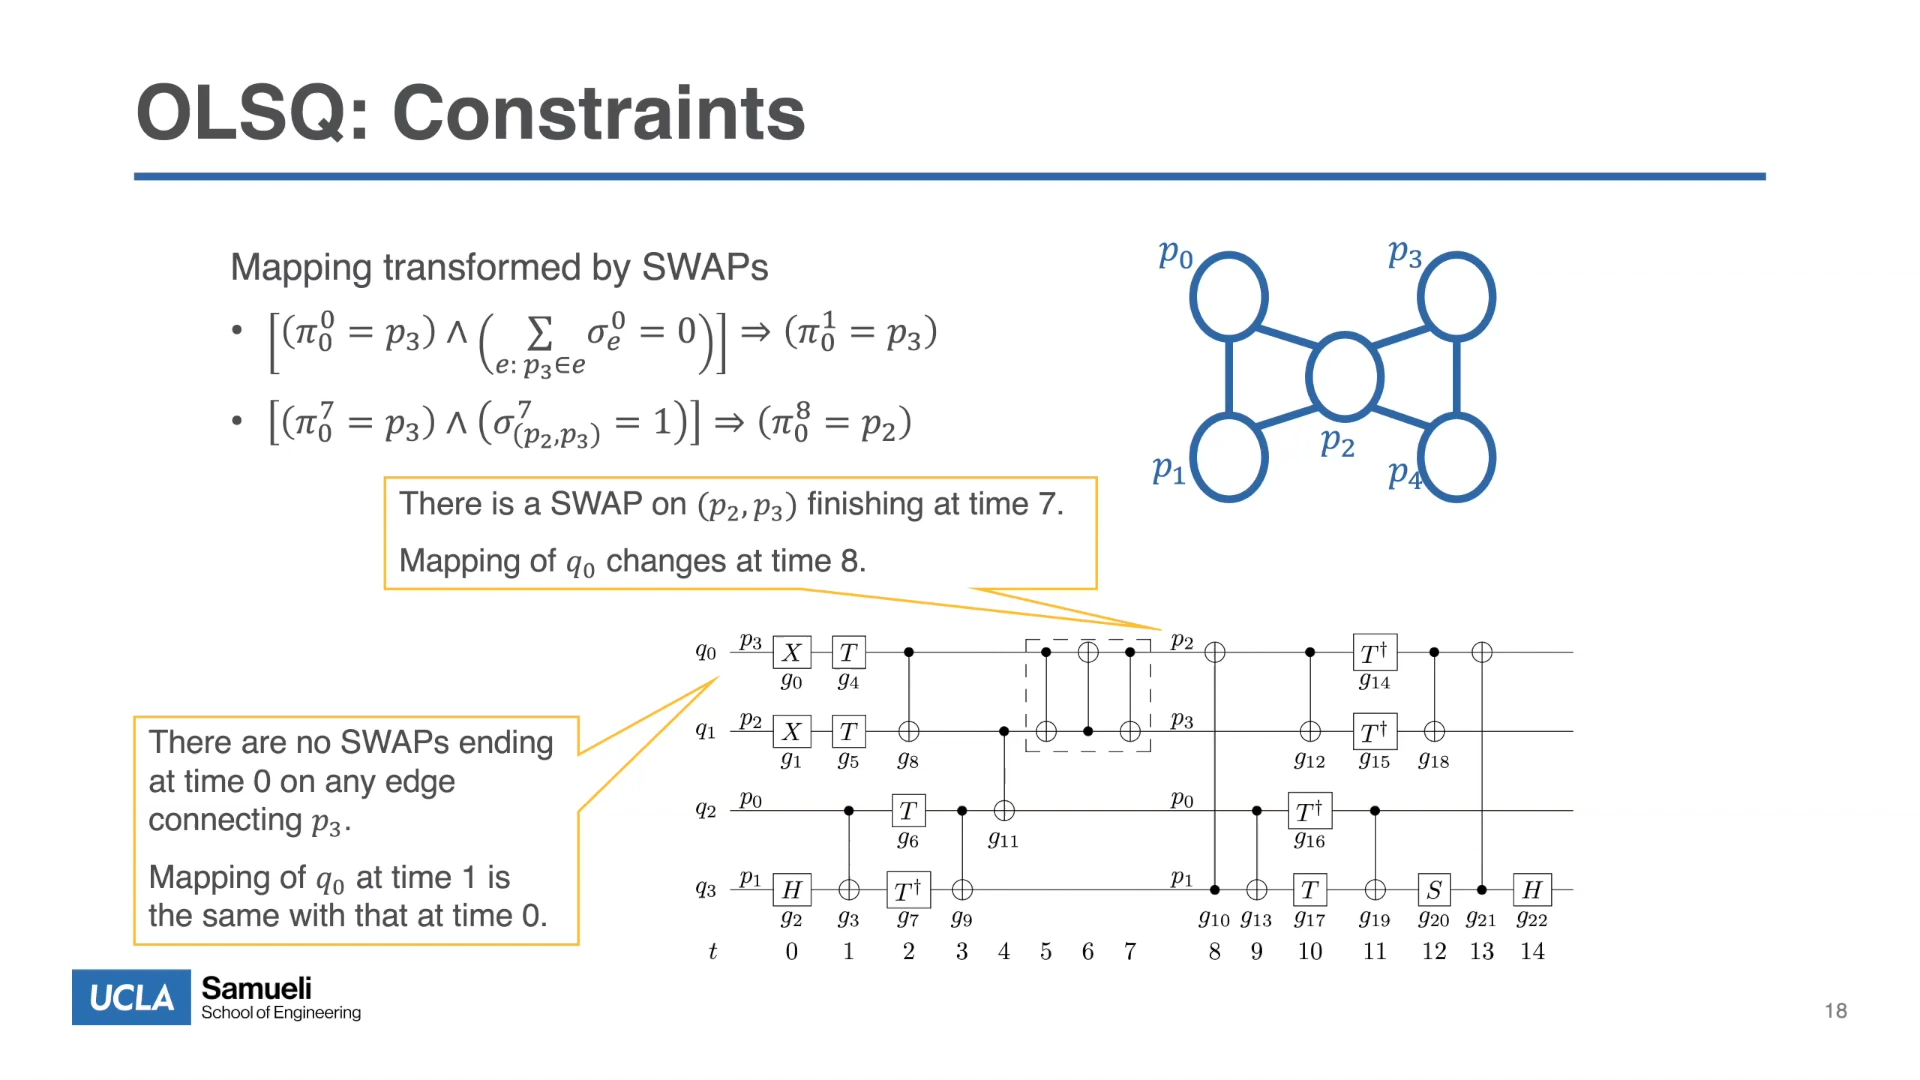 OLSQ: Constraints
Mapping transformed by SWAPs
• [(π₀⁰ = p₃) ∧ (∑_{e: p₃∈e} σₑ⁰ = 0)] ⇒ (π₀¹ = p₃)
• [(π₀⁷ = p₃) ∧ (σ⁷_{(p₂,p₃)} = 1)] ⇒ (π₀⁸ = p₂)
p₀
p₃
p₂
p₁
p₄
There is a SWAP on (p₂, p₃) finishing at time 7.
Mapping of q₀ changes at time 8.
There are no SWAPs ending
at time 0 on any edge
connecting p₃.
Mapping of q₀ at time 1 is
the same with that at time 0.
q₀ p₃ X T p₂ T†
g₀ g₄ g₁₄
q₁ p₂ X T p₃ T†
g₁ g₅ g₈ g₁₂ g₁₅ g₁₈
q₂ p₀ T p₀ T†
g₆ g₁₁ g₁₆
q₃ p₁ H T† p₁ T S H
g₂ g₃ g₇ g₉ g₁₀ g₁₃ g₁₇ g₁₉ g₂₀ g₂₁ g₂₂
t 0 1 2 3 4 5 6 7 8 9 10 11 12 13 14
UCLA Samueli
School of Engineering
18